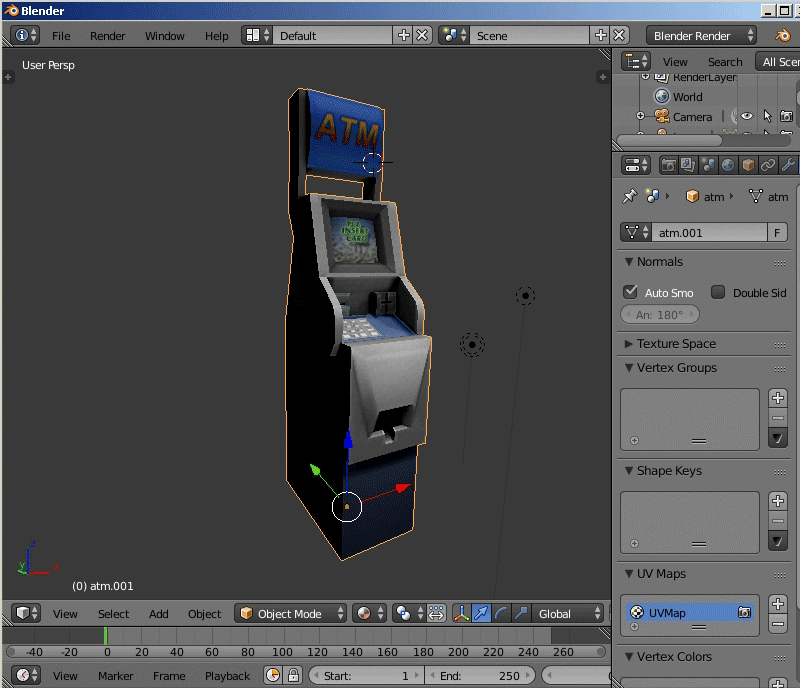 Blender
File Render Window Help Default Scene Blender Render
User Persp
View Search All Scen
RenderLayer
World
Camera
ATM
atm atm
PLZ
INSERT
CARD
atm.001 F
Normals
Auto Smo Double Sid
An: 180°
Texture Space
Vertex Groups
Shape Keys
UV Maps
UVMap
Vertex Colors
z
y x
(0) atm.001
View Select Add Object Object Mode Global
-40 -20 0 20 40 60 80 100 120 140 160 180 200 220 240 260
View Marker Frame Playback Start: 1 End: 250